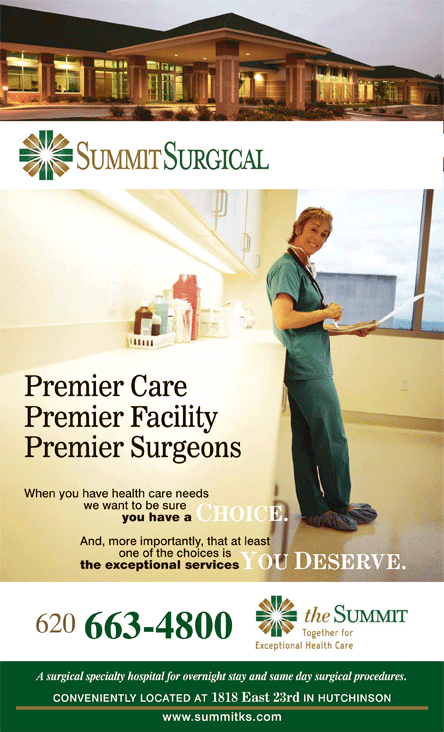 SUMMIT SURGICAL
Premier Care
Premier Facility
Premier Surgeons
When you have health care needs
we want to be sure
you have a CHOICE.
And, more importantly, that at least
one of the choices is
the exceptional services YOU DESERVE.
620 663-4800
the SUMMIT
Together for
Exceptional Health Care
A surgical specialty hospital for overnight stay and same day surgical procedures.
CONVENIENTLY LOCATED AT 1818 East 23rd IN HUTCHINSON
www.summitks.com